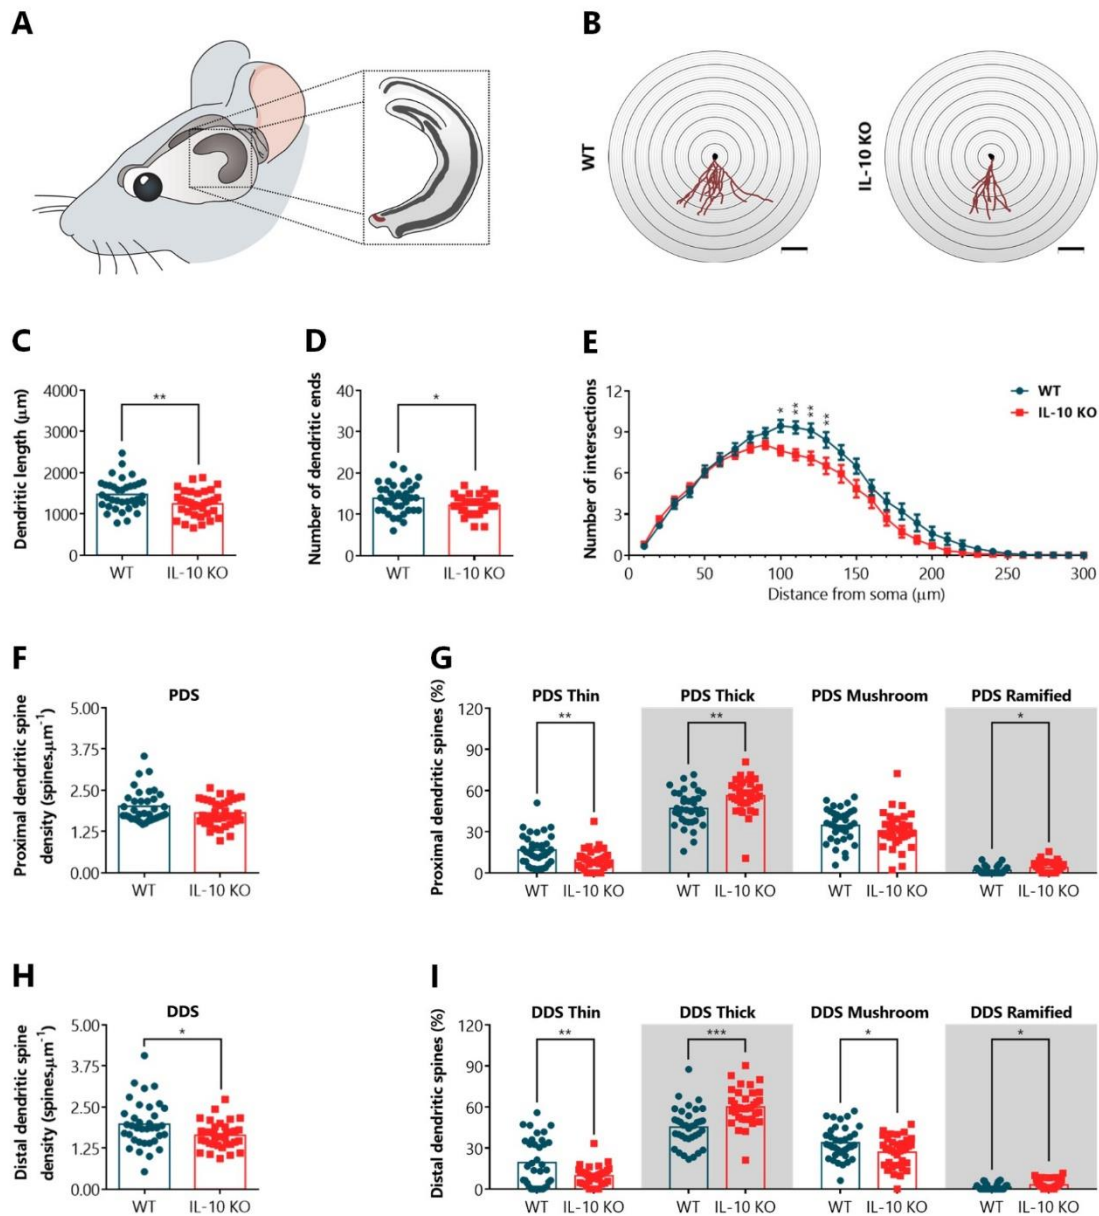 A
B
WT
IL-10 KO
C
Dendritic length (μm)
4000
3000
2000
1000
0
**
WT IL-10 KO
D
Number of dendritic ends
40
30
20
10
0
*
WT IL-10 KO
E
Number of intersections
12
9
6
3
0
* ** ** **
WT
IL-10 KO
0 50 100 150 200 250 300
Distance from soma (μm)
F
PDS
Proximal dendritic spine
density (spines.μm⁻¹)
5.00
3.75
2.50
1.25
0.00
WT IL-10 KO
G
Proximal dendritic spines (%)
120
90
60
30
0
PDS Thin PDS Thick PDS Mushroom PDS Ramified
** ** *
WT IL-10 KO WT IL-10 KO WT IL-10 KO WT IL-10 KO
H
DDS
Distal dendritic spine
density (spines.μm⁻¹)
5.00
3.75
2.50
1.25
0.00
*
WT IL-10 KO
I
Distal dendritic spines (%)
120
90
60
30
0
DDS Thin DDS Thick DDS Mushroom DDS Ramified
** *** * *
WT IL-10 KO WT IL-10 KO WT IL-10 KO WT IL-10 KO